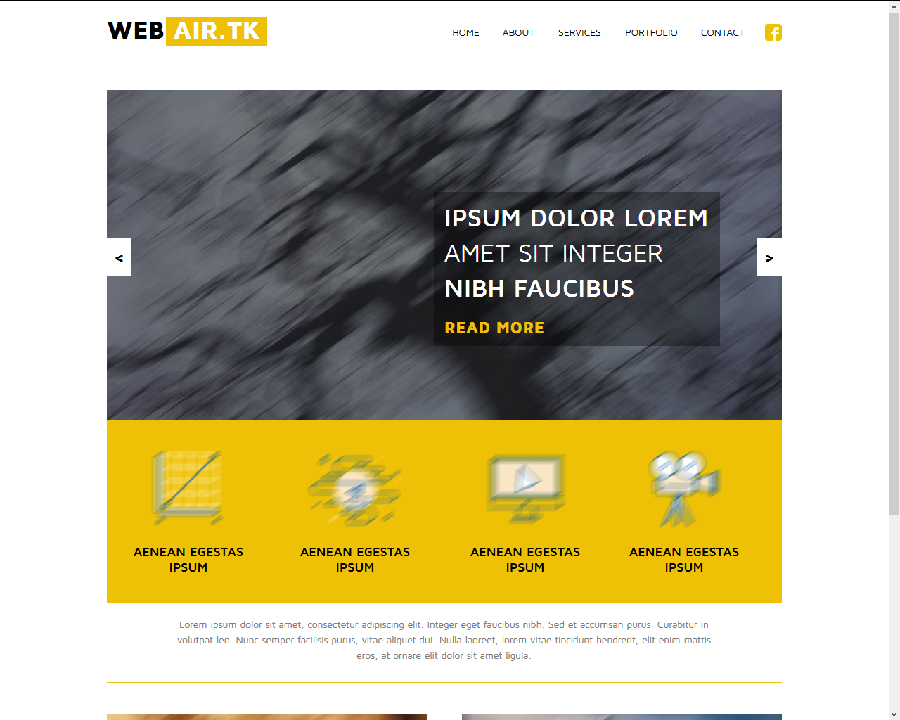 WEB AIR.TK
HOME ABOUT SERVICES PORTFOLIO CONTACT f
<
>
IPSUM DOLOR LOREM
AMET SIT INTEGER
NIBH FAUCIBUS
READ MORE
AENEAN EGESTAS
IPSUM
AENEAN EGESTAS
IPSUM
AENEAN EGESTAS
IPSUM
AENEAN EGESTAS
IPSUM
Lorem ipsum dolor sit amet, consectetur adipiscing elit. Integer eget faucibus nibh. Sed et accumsan purus. Curabitur in
volutpat leo. Nunc semper facilisis purus, vitae aliquet dui. Nulla laoreet, lorem vitae tincidunt hendrerit, elit enim mattis
eros, at ornare elit dolor sit amet ligula.